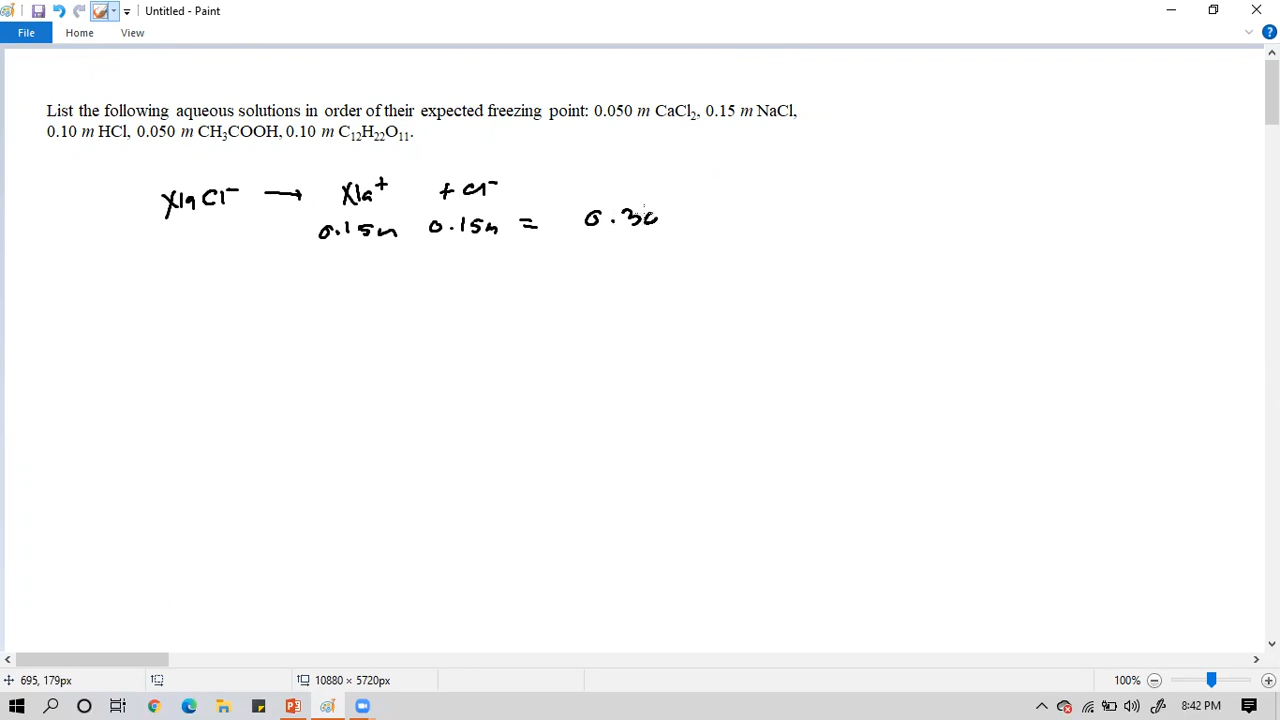 Untitled - Paint
File Home View
List the following aqueous solutions in order of their expected freezing point: 0.050 m CaCl₂, 0.15 m NaCl,
0.10 m HCl, 0.050 m CH₃COOH, 0.10 m C₁₂H₂₂O₁₁.
NaCl⁻ → Na⁺ + Cl⁻
0.15m 0.15m = 0.30
695, 179px 10880 × 5720px 100%
8:42 PM